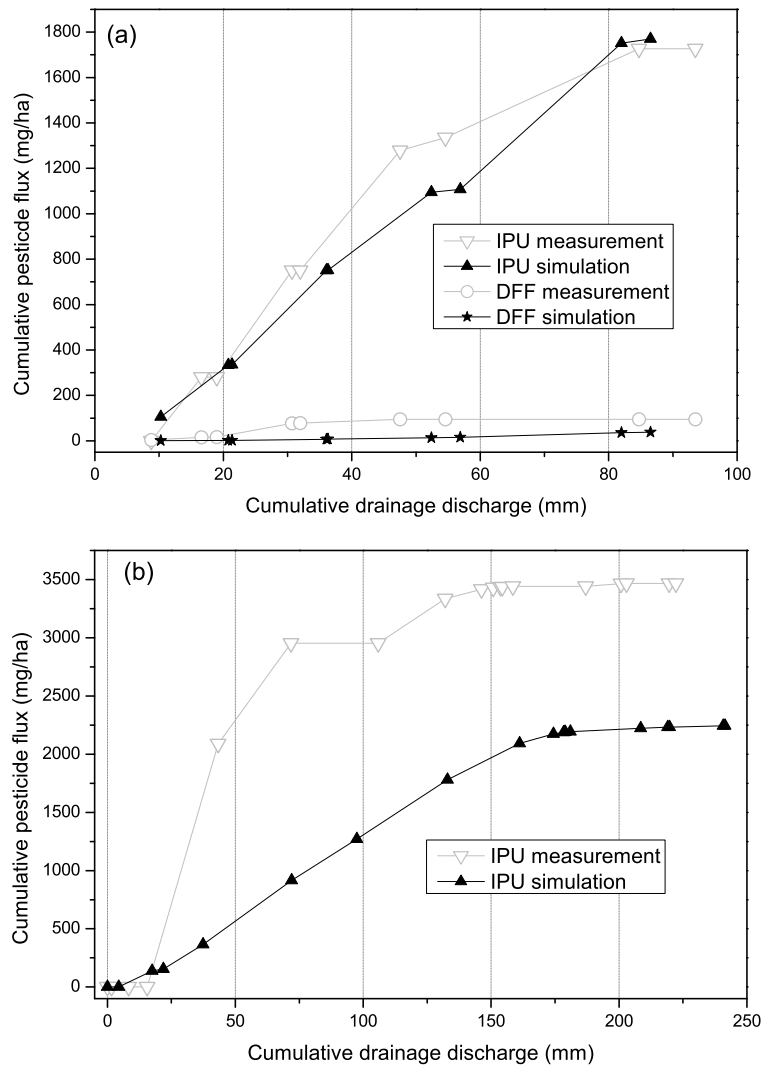 (a)
1800
1600
1400
1200
1000
800
600
400
200
0
Cumulative pesticde flux (mg/ha)
IPU measurement
IPU simulation
DFF measurement
DFF simulation
0 20 40 60 80 100
Cumulative drainage discharge (mm)
(b)
3500
3000
2500
2000
1500
1000
500
0
Cumulative pesticide flux (mg/ha)
IPU measurement
IPU simulation
0 50 100 150 200 250
Cumulative drainage discharge (mm)